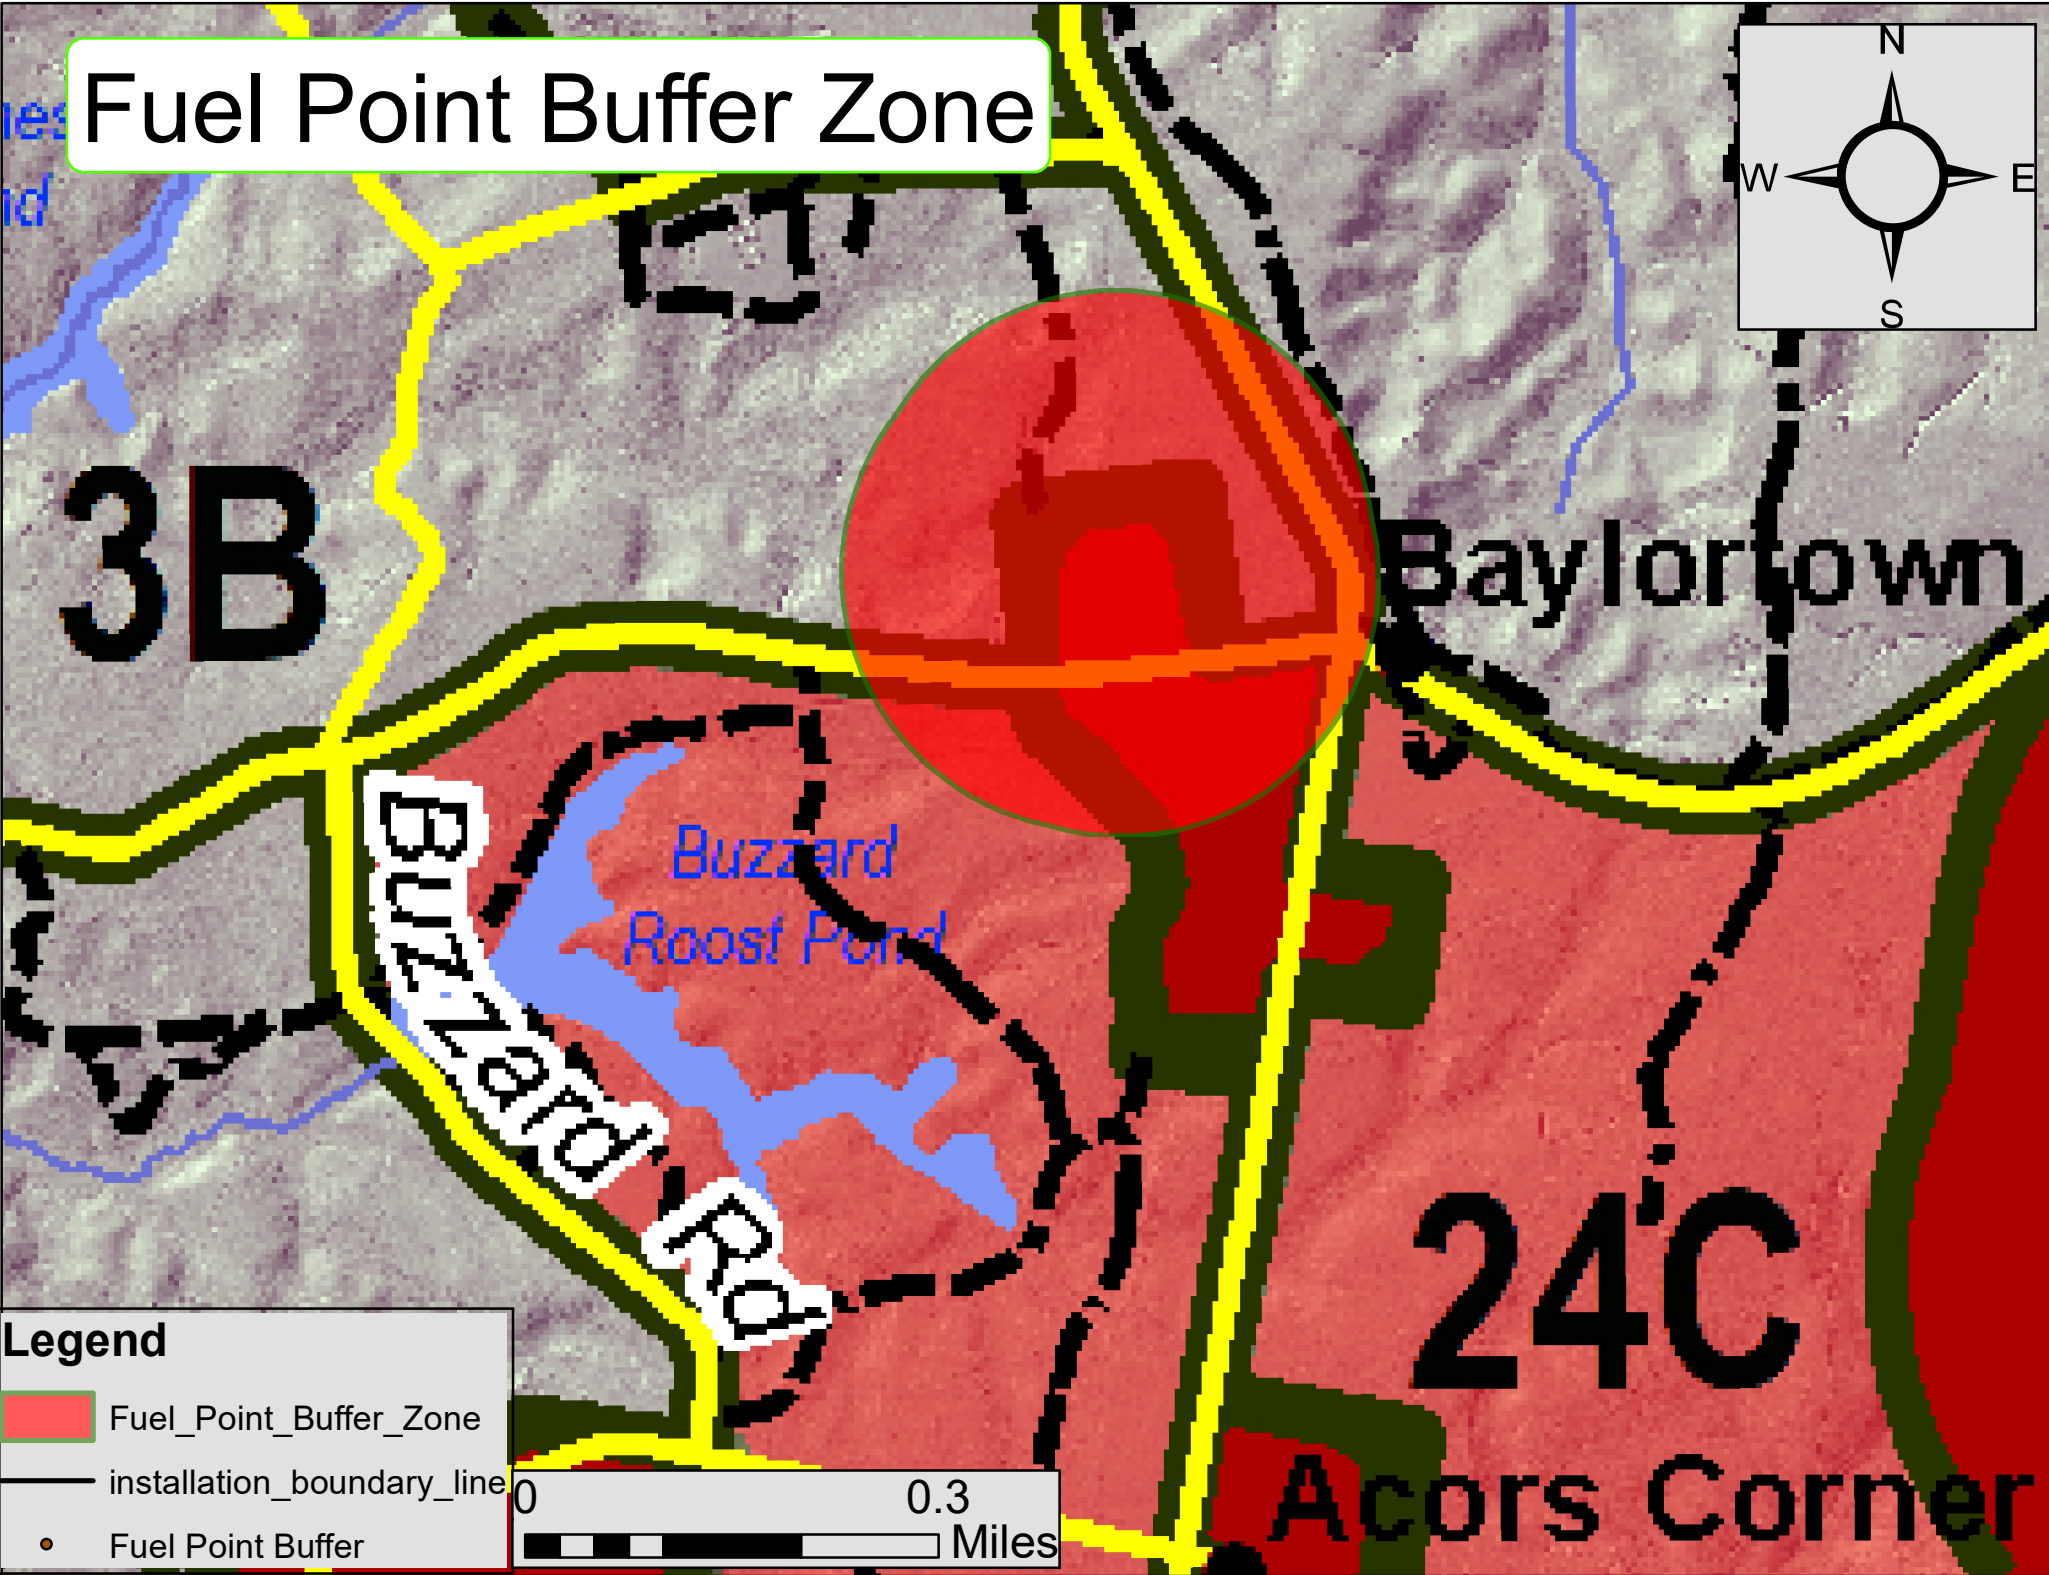 Fuel Point Buffer Zone
N
W
E
S
3B
Baylortown
Buzzard
Roost Pond
Buzzard Rd
24C
Acors Corner
Legend
Fuel_Point_Buffer_Zone
installation_boundary_line
Fuel Point Buffer
0 0.3
Miles